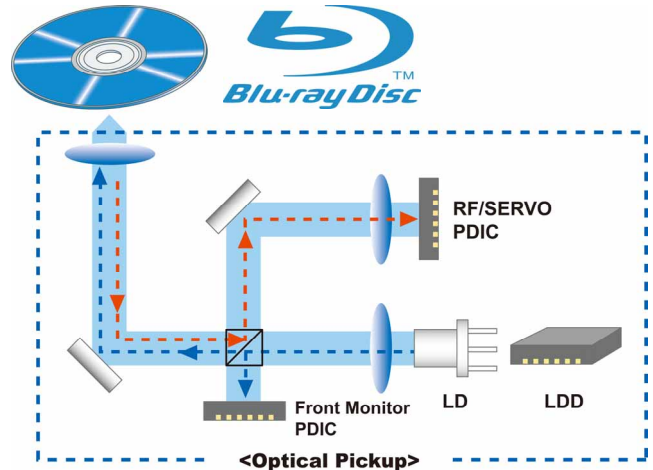 TM
Blu-ray Disc
RF/SERVO
PDIC
LD
LDD
Front Monitor
PDIC
<Optical Pickup>